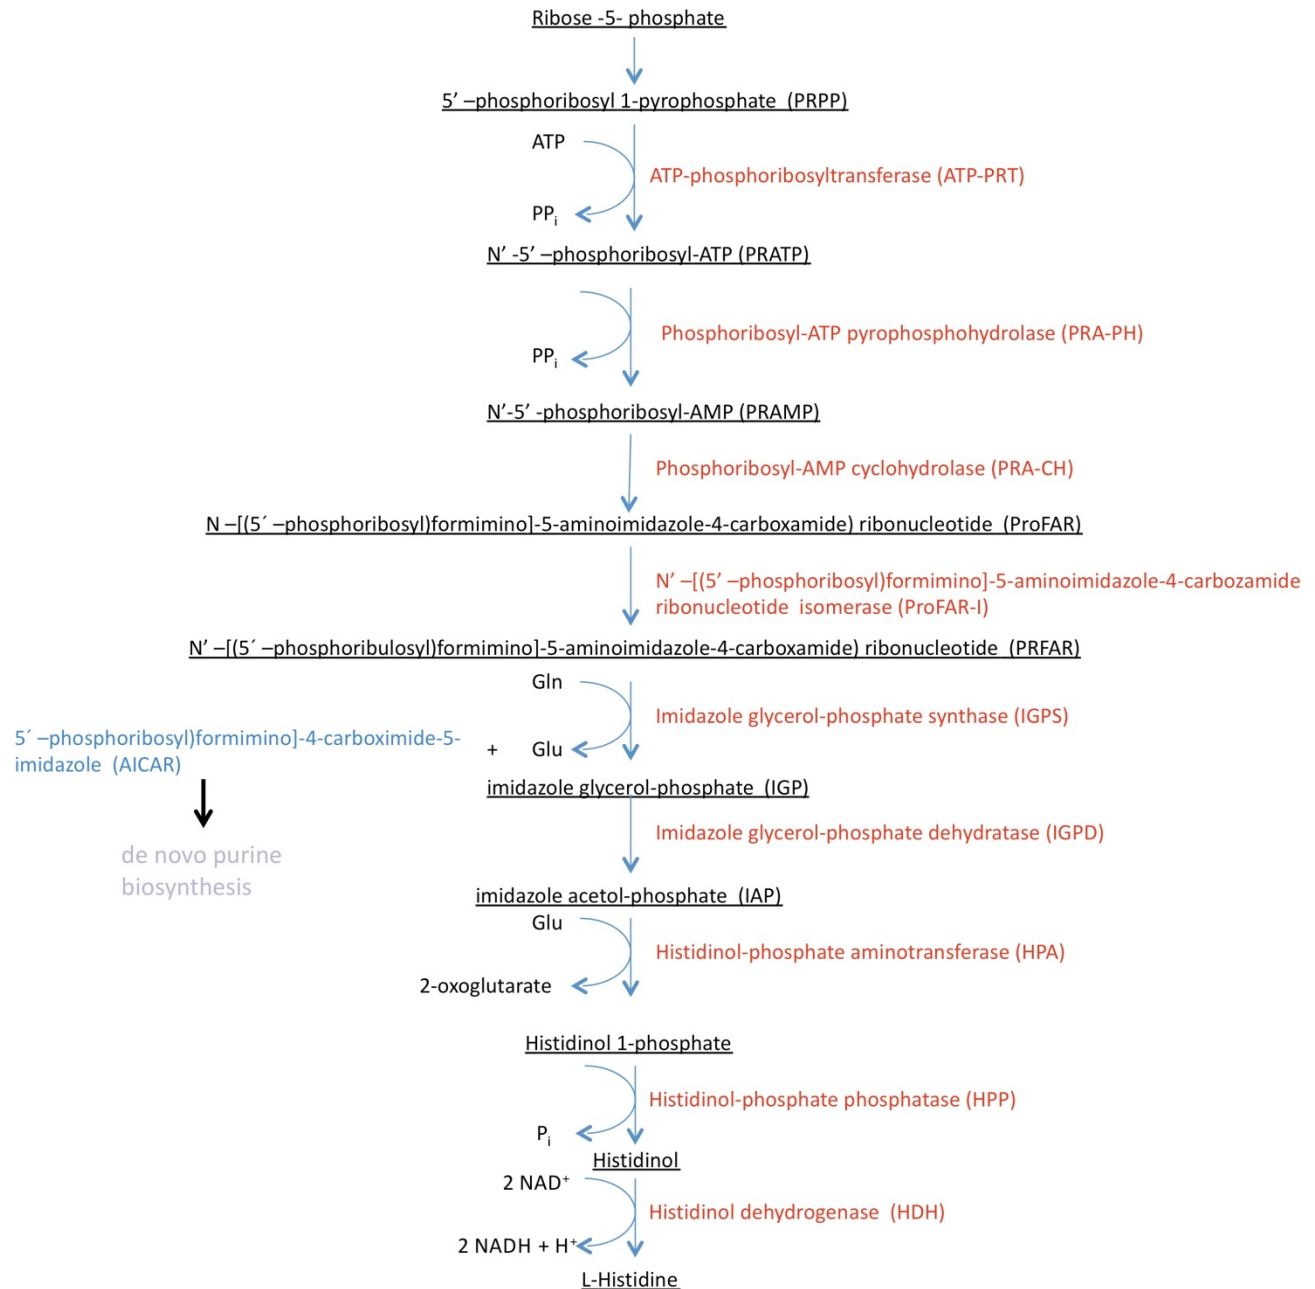 Ribose -5- phosphate
5’ –phosphoribosyl 1-pyrophosphate (PRPP)
ATP
ATP-phosphoribosyltransferase (ATP-PRT)
PPi
N’ -5’ –phosphoribosyl-ATP (PRATP)
Phosphoribosyl-ATP pyrophosphohydrolase (PRA-PH)
PPi
N’-5’ -phosphoribosyl-AMP (PRAMP)
Phosphoribosyl-AMP cyclohydrolase (PRA-CH)
N –[(5´ –phosphoribosyl)formimino]-5-aminoimidazole-4-carboxamide) ribonucleotide (ProFAR)
N’ –[(5’ –phosphoribosyl)formimino]-5-aminoimidazole-4-carbozamide
ribonucleotide isomerase (ProFAR-I)
N’ –[(5´ –phosphoribulosyl)formimino]-5-aminoimidazole-4-carboxamide) ribonucleotide (PRFAR)
Gln
Imidazole glycerol-phosphate synthase (IGPS)
5´ –phosphoribosyl)formimino]-4-carboximide-5-
imidazole (AICAR)
+ Glu
imidazole glycerol-phosphate (IGP)
Imidazole glycerol-phosphate dehydratase (IGPD)
de novo purine
biosynthesis
imidazole acetol-phosphate (IAP)
Glu
Histidinol-phosphate aminotransferase (HPA)
2-oxoglutarate
Histidinol 1-phosphate
Histidinol-phosphate phosphatase (HPP)
Pi
Histidinol
2 NAD⁺
Histidinol dehydrogenase (HDH)
2 NADH + H⁺
L-Histidine